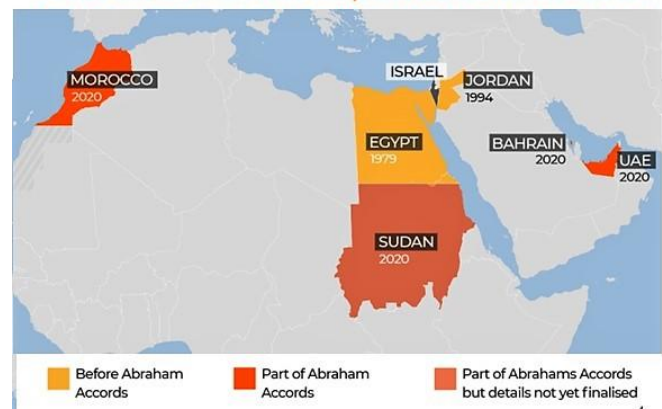 MOROCCO
2020
ISRAEL
JORDAN
1994
EGYPT
1979
BAHRAIN
2020
UAE
2020
SUDAN
2020
Before Abraham
Accords
Part of Abraham
Accords
Part of Abrahams Accords
but details not yet finalised